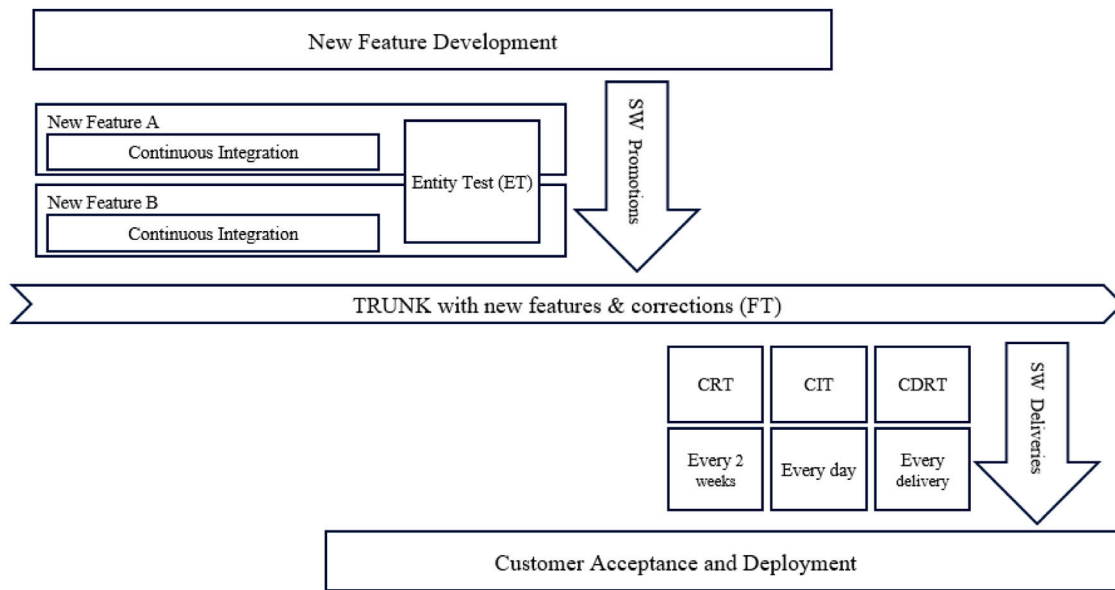 New Feature Development
New Feature A
Continuous Integration
Entity Test (ET)
New Feature B
Continuous Integration
SW Promotions
TRUNK with new features & corrections (FT)
CRT
CIT
CDRT
Every 2
weeks
Every day
Every
delivery
SW Deliveries
Customer Acceptance and Deployment